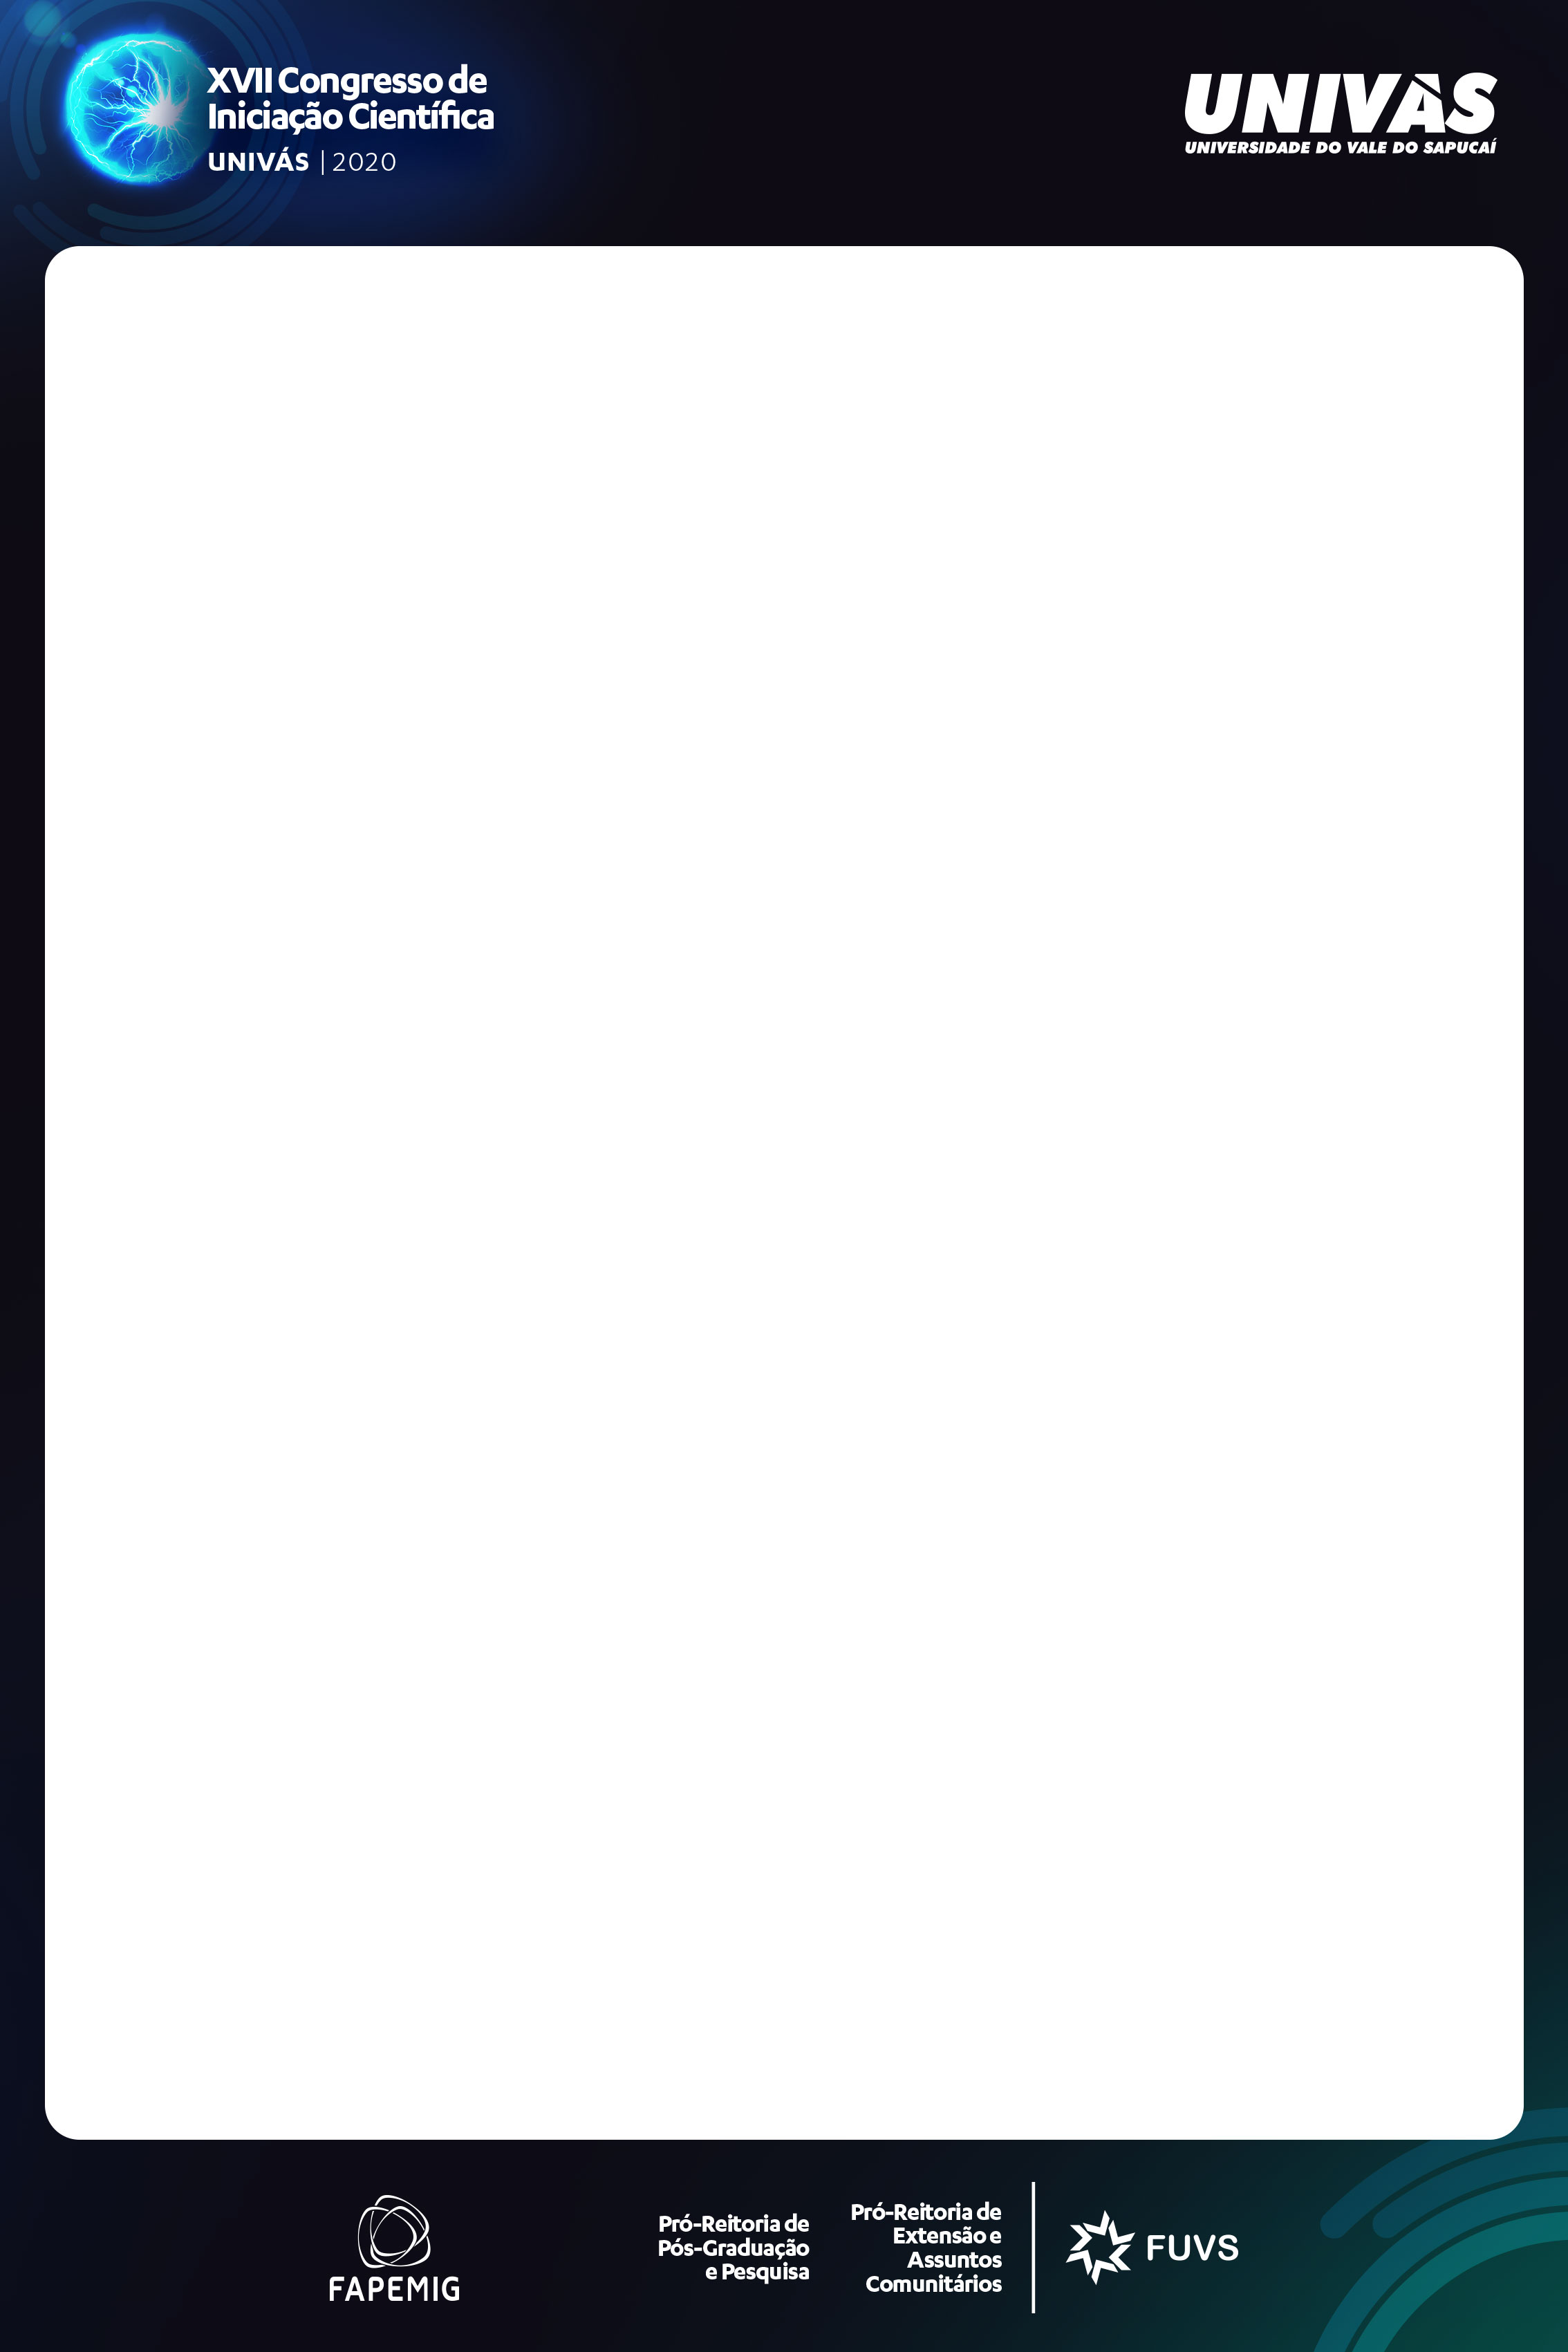 XVII Congresso de
Iniciação Científica
UNIVÁS | 2020
UNIVÁS
UNIVERSIDADE DO VALE DO SAPUCAÍ
FAPEMIG
Pró-Reitoria de
Pós-Graduação
e Pesquisa
Pró-Reitoria de
Extensão e
Assuntos
Comunitários
FUVS